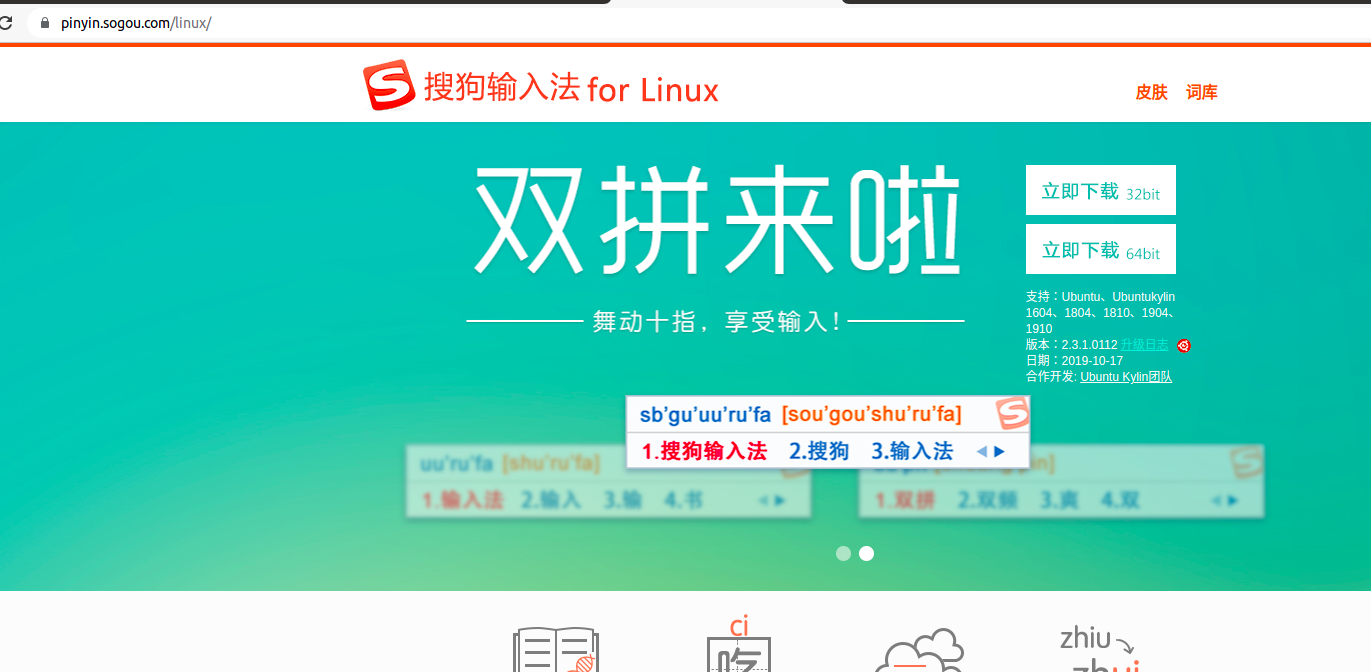 pinyin.sogou.com/linux/
搜狗输入法 for Linux
皮肤 词库
双拼来啦
舞动十指，享受输入!
立即下载 32bit
立即下载 64bit
支持：Ubuntu、Ubuntukylin
1604、1804、1810、1904、
1910
版本：2.3.1.0112 升级日志
日期：2019-10-17
合作开发: Ubuntu Kylin团队
sb'gu'uu'ru'fa [sou'gou'shu'ru'fa]
1.搜狗输入法 2.搜狗 3.输入法
uu'ru'fa [shu'ru'fa]
1.输入法 2.输入 3.输 4.书
1.双拼 2.双频 3.爽 4.双
ci
吃
zhiu
zhui